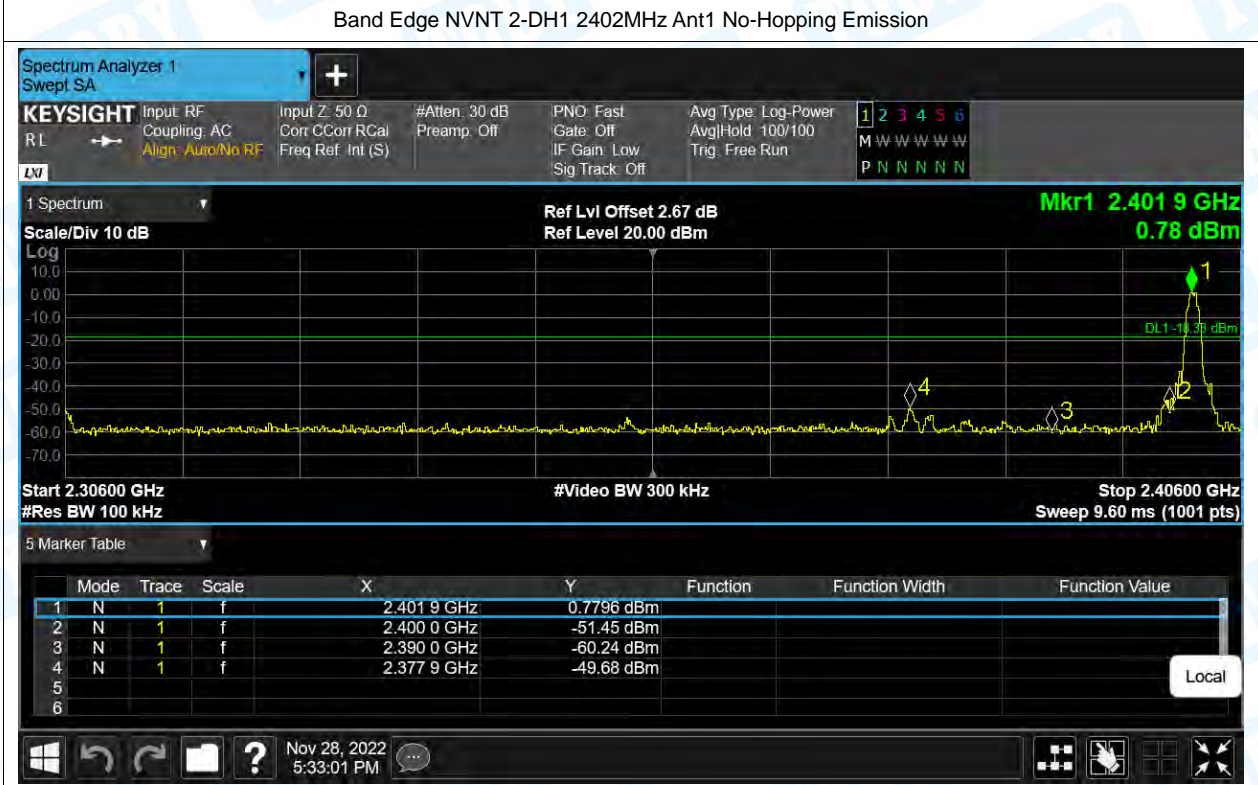 Band Edge NVNT 2-DH1 2402MHz Ant1 No-Hopping Emission
Spectrum Analyzer 1
Swept SA
+
KEYSIGHT Input: RF Input Z: 50 Ω #Atten: 30 dB PNO: Fast Avg Type: Log-Power 1 2 3 4 5 6
R L Coupling: AC Corr CCorr RCal Preamp: Off Gate: Off Avg|Hold: 100/100 M W W W W W
Align: Auto/No RF Freq Ref: Int (S) IF Gain: Low Trig: Free Run
LXI Sig Track: Off P N N N N N
1 Spectrum Ref Lvl Offset 2.67 dB Mkr1 2.401 9 GHz
Scale/Div 10 dB Ref Level 20.00 dBm 0.78 dBm
Log
10.0
0.00
-10.0
-20.0
-30.0
-40.0
-50.0
-60.0
-70.0
1
DL1 -18.33 dBm
4
2
3
Start 2.30600 GHz #Video BW 300 kHz Stop 2.40600 GHz
#Res BW 100 kHz Sweep 9.60 ms (1001 pts)
5 Marker Table
Mode Trace Scale X Y Function Function Width Function Value
1 N 1 f 2.401 9 GHz 0.7796 dBm
2 N 1 f 2.400 0 GHz -51.45 dBm
3 N 1 f 2.390 0 GHz -60.24 dBm
4 N 1 f 2.377 9 GHz -49.68 dBm
5
6
Local
? Nov 28, 2022
5:33:01 PM